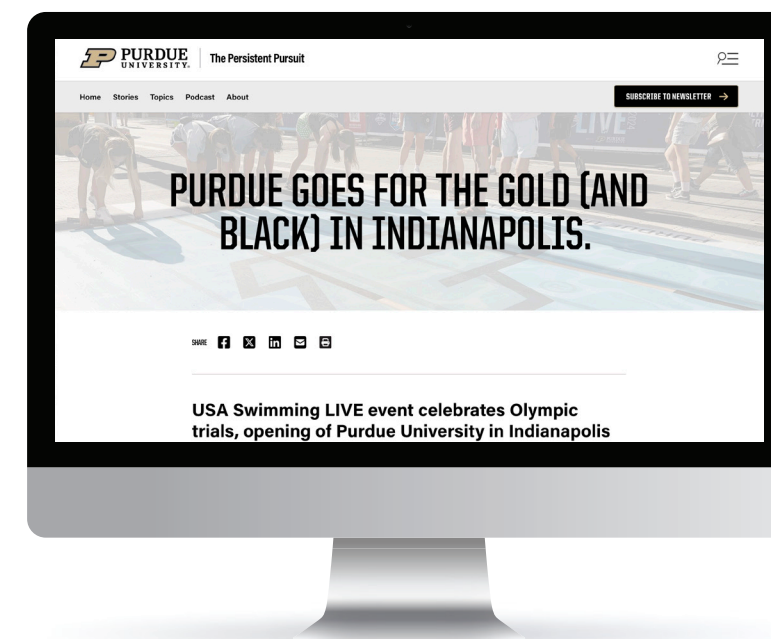 PURDUE
UNIVERSITY.
The Persistent Pursuit
Home Stories Topics Podcast About
SUBSCRIBE TO NEWSLETTER
LIVE
PURDUE GOES FOR THE GOLD (AND
BLACK) IN INDIANAPOLIS.
SHARE
USA Swimming LIVE event celebrates Olympic
trials, opening of Purdue University in Indianapolis